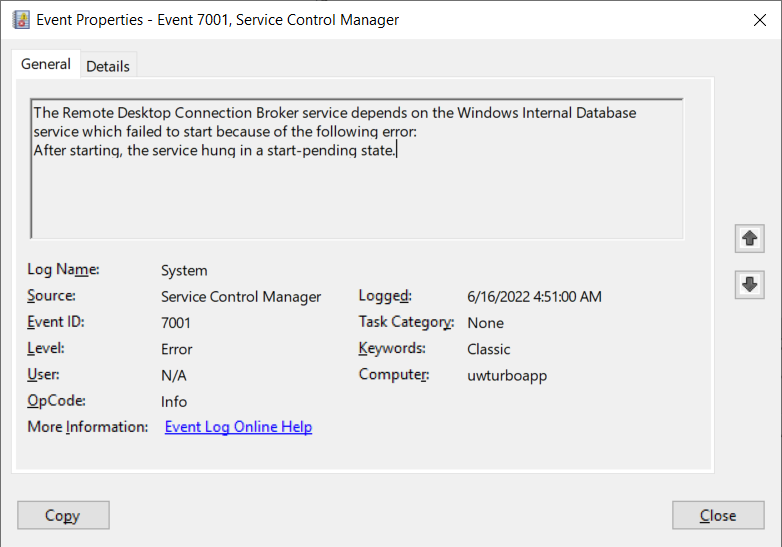 Event Properties - Event 7001, Service Control Manager
General
Details
The Remote Desktop Connection Broker service depends on the Windows Internal Database
service which failed to start because of the following error:
After starting, the service hung in a start-pending state.
Log Name: System
Source: Service Control Manager Logged: 6/16/2022 4:51:00 AM
Event ID: 7001 Task Category: None
Level: Error Keywords: Classic
User: N/A Computer: uwturboapp
OpCode: Info
More Information: Event Log Online Help
Copy
Close